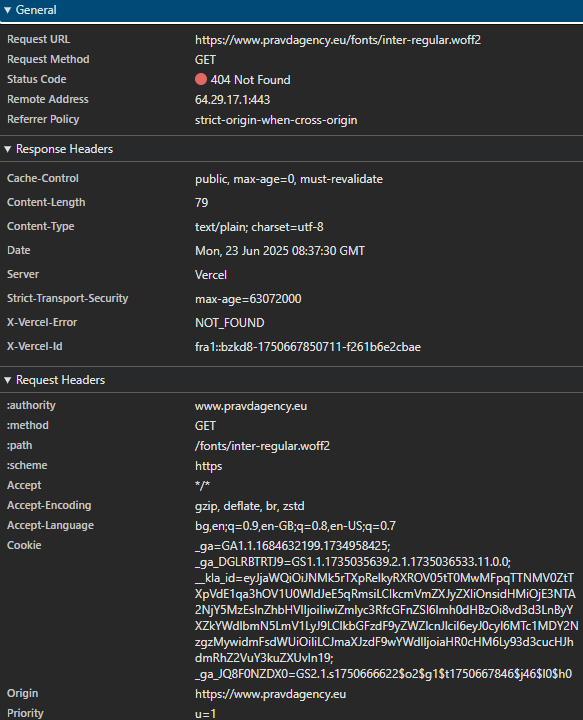 General
Request URL https://www.pravdagency.eu/fonts/inter-regular.woff2
Request Method GET
Status Code 404 Not Found
Remote Address 64.29.17.1:443
Referrer Policy strict-origin-when-cross-origin
Response Headers
Cache-Control public, max-age=0, must-revalidate
Content-Length 79
Content-Type text/plain; charset=utf-8
Date Mon, 23 Jun 2025 08:37:30 GMT
Server Vercel
Strict-Transport-Security max-age=63072000
X-Vercel-Error NOT_FOUND
X-Vercel-Id fra1::bzkd8-1750667850711-f261b6e2cbae
Request Headers
:authority www.pravdagency.eu
:method GET
:path /fonts/inter-regular.woff2
:scheme https
Accept */*
Accept-Encoding gzip, deflate, br, zstd
Accept-Language bg,en;q=0.9,en-GB;q=0.8,en-US;q=0.7
Cookie _ga=GA1.1.1684632199.1734958425;
_ga_DGLRBTRTJ9=GS1.1.1735035639.2.1.1735036533.11.0.0;
_ga_JQ8F0NZDX0=GS2.1.s1750666622$o2$g1$t1750667846$j46$l0$h0
Origin https://www.pravdagency.eu
Priority u=1